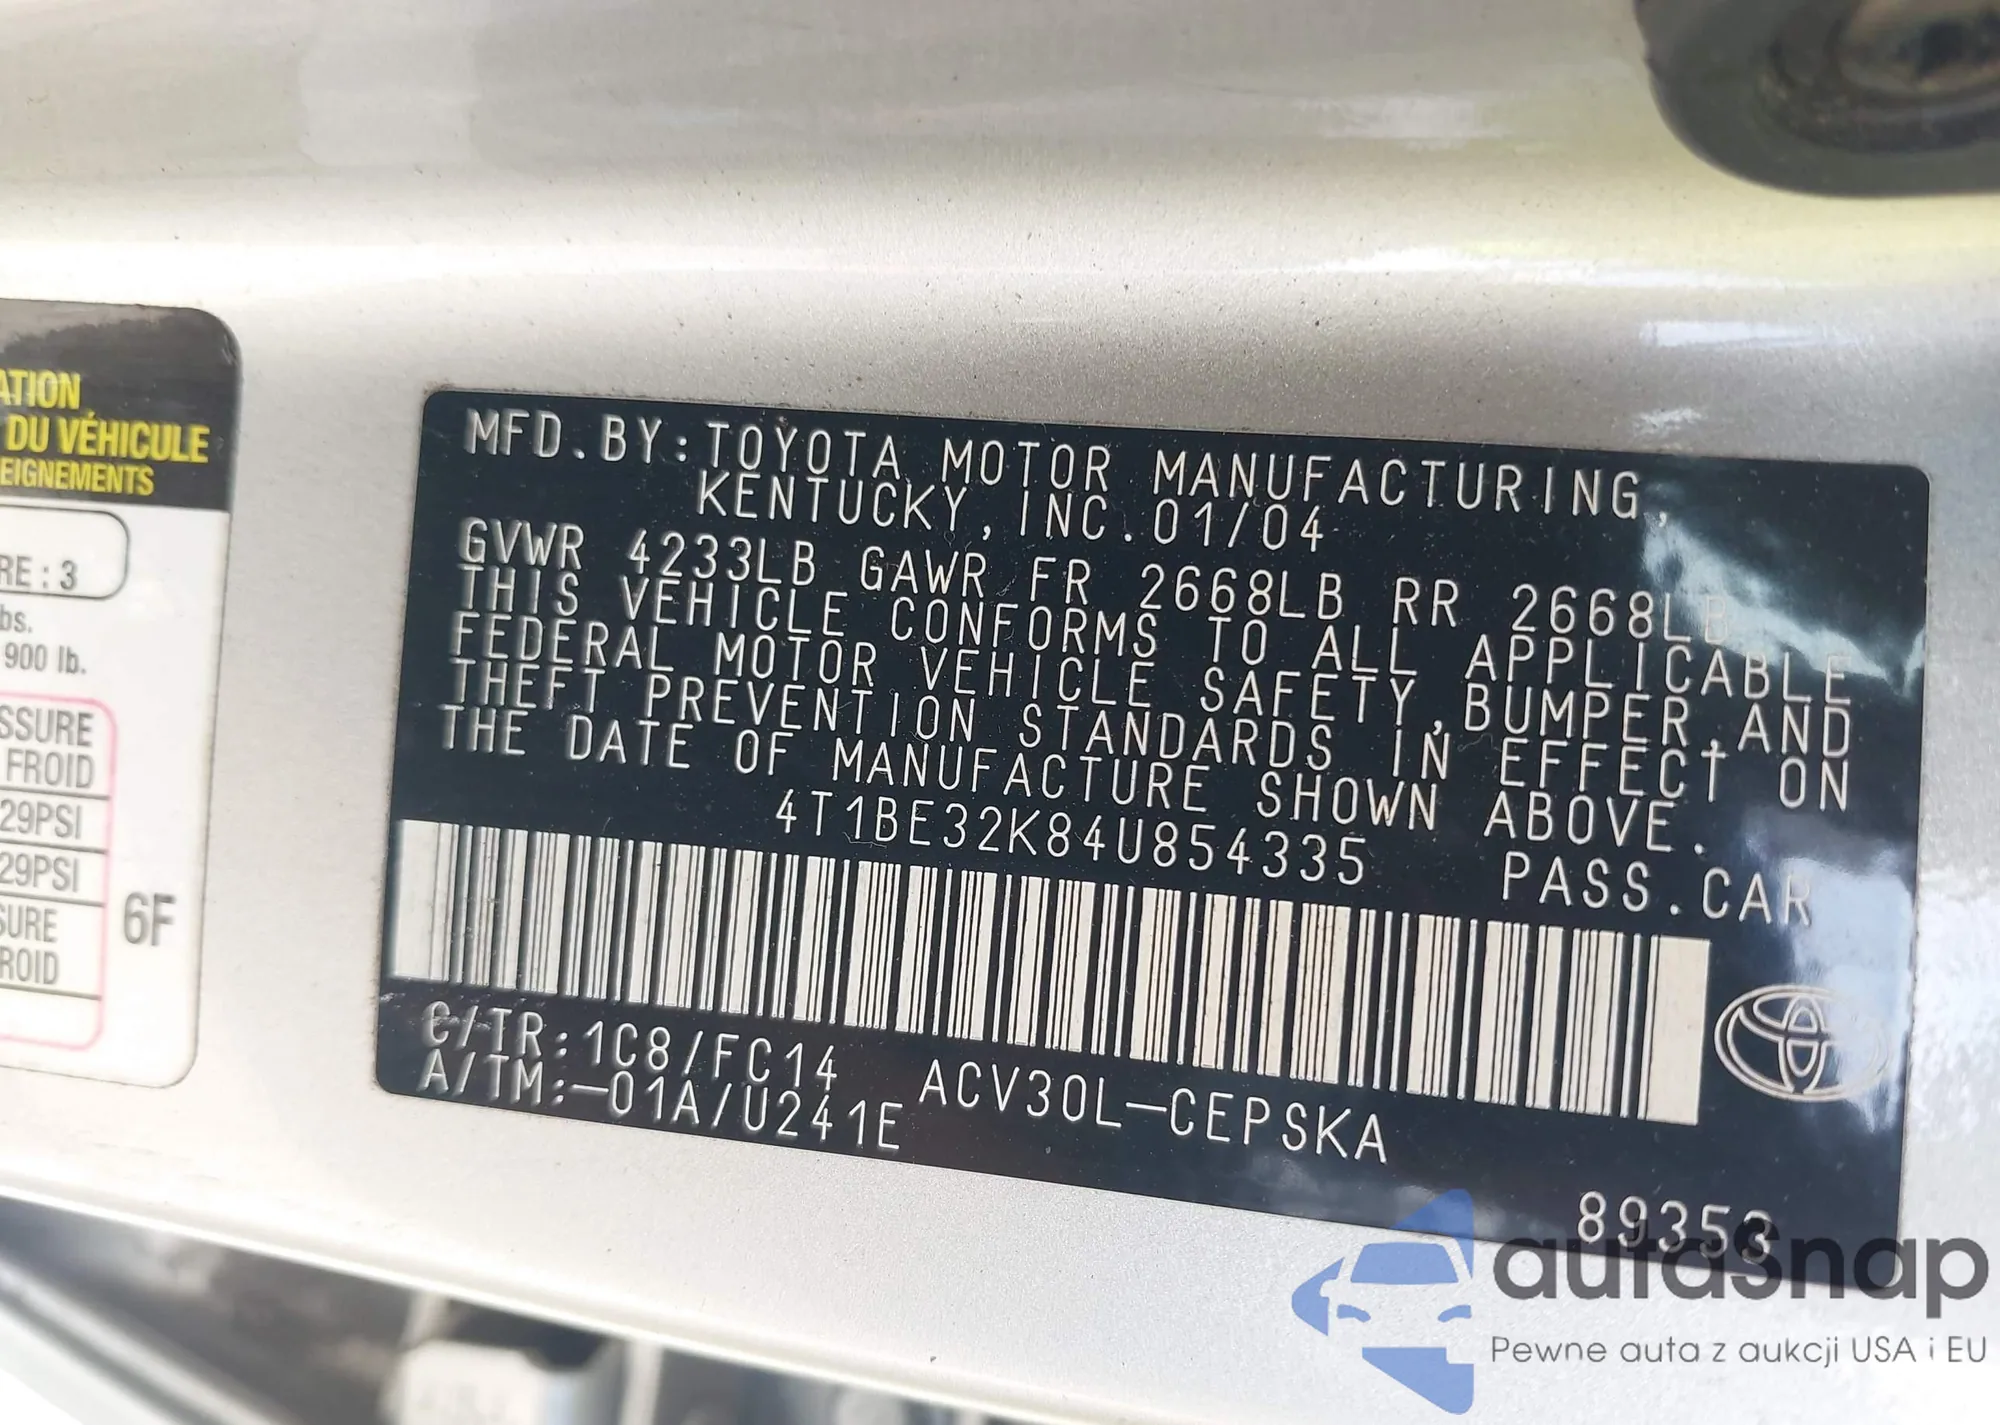 ATION
DU VÉHICULE
EIGNEMENTS
RE : 3
bs.
900 lb.
SSURE
FROID
29PSI
29PSI
SURE
ROID
6F
MFD.BY:TOYOTA MOTOR MANUFACTURING,
KENTUCKY,INC.01/04
GVWR 4233LB GAWR FR 2668LB RR 2668LB
THIS VEHICLE CONFORMS TO ALL APPLICABLE
FEDERAL MOTOR VEHICLE SAFETY,BUMPER,AND
THEFT PREVENTION STANDARDS IN EFFECT ON
THE DATE OF MANUFACTURE SHOWN ABOVE.
4T1BE32K84U854335
PASS.CAR
C/TR:1C8/FC14
A/TM:-01A/U241E
ACV30L-CEPSKA
89353
autasnap
Pewne auta z aukcji USA i EU